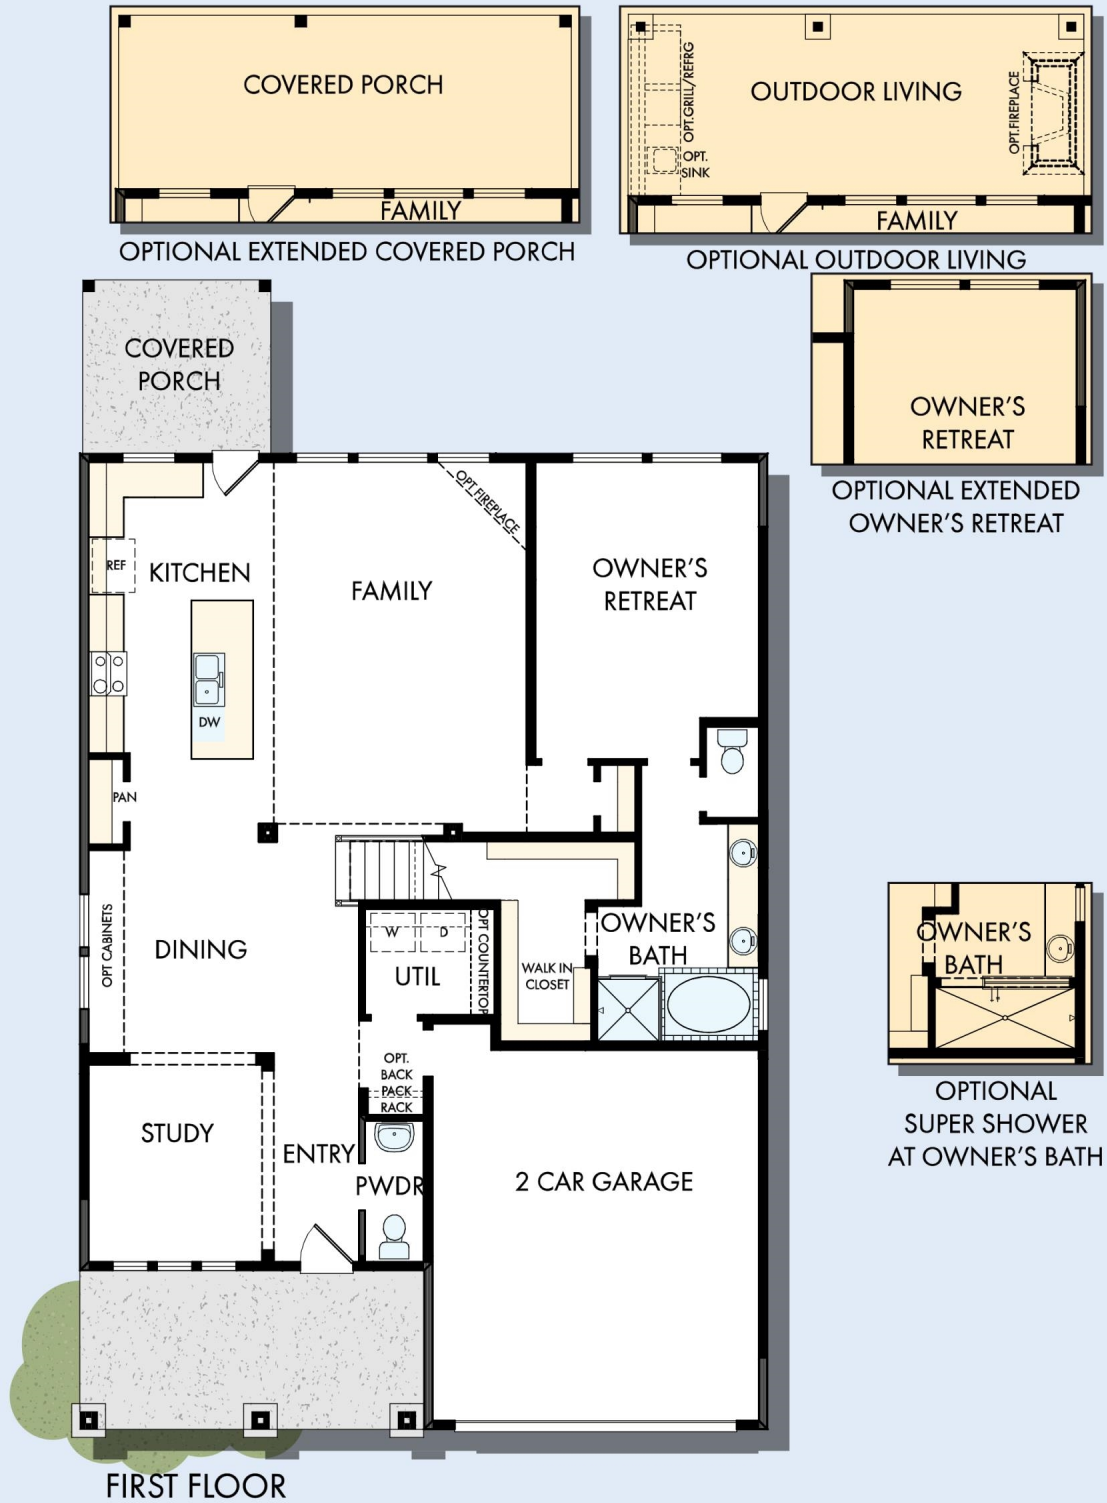 COVERED PORCH
FAMILY
OPTIONAL EXTENDED COVERED PORCH
OPT.GRILL/REFRG
OPT.
SINK
OUTDOOR LIVING
OPT.FIREPLACE
FAMILY
OPTIONAL OUTDOOR LIVING
COVERED
PORCH
OWNER'S
RETREAT
OPTIONAL EXTENDED
OWNER'S RETREAT
REF
KITCHEN
DW
PAN
FAMILY
OPT.FIREPLACE
OWNER'S
RETREAT
OPT CABINETS
DINING
W
D
UTIL
OPT COUNTERTOP
WALK IN
CLOSET
OWNER'S
BATH
OWNER'S
BATH
OPTIONAL
SUPER SHOWER
AT OWNER'S BATH
OPT.
BACK
PACK
RACK
STUDY
ENTRY
PWDR
2 CAR GARAGE
FIRST FLOOR